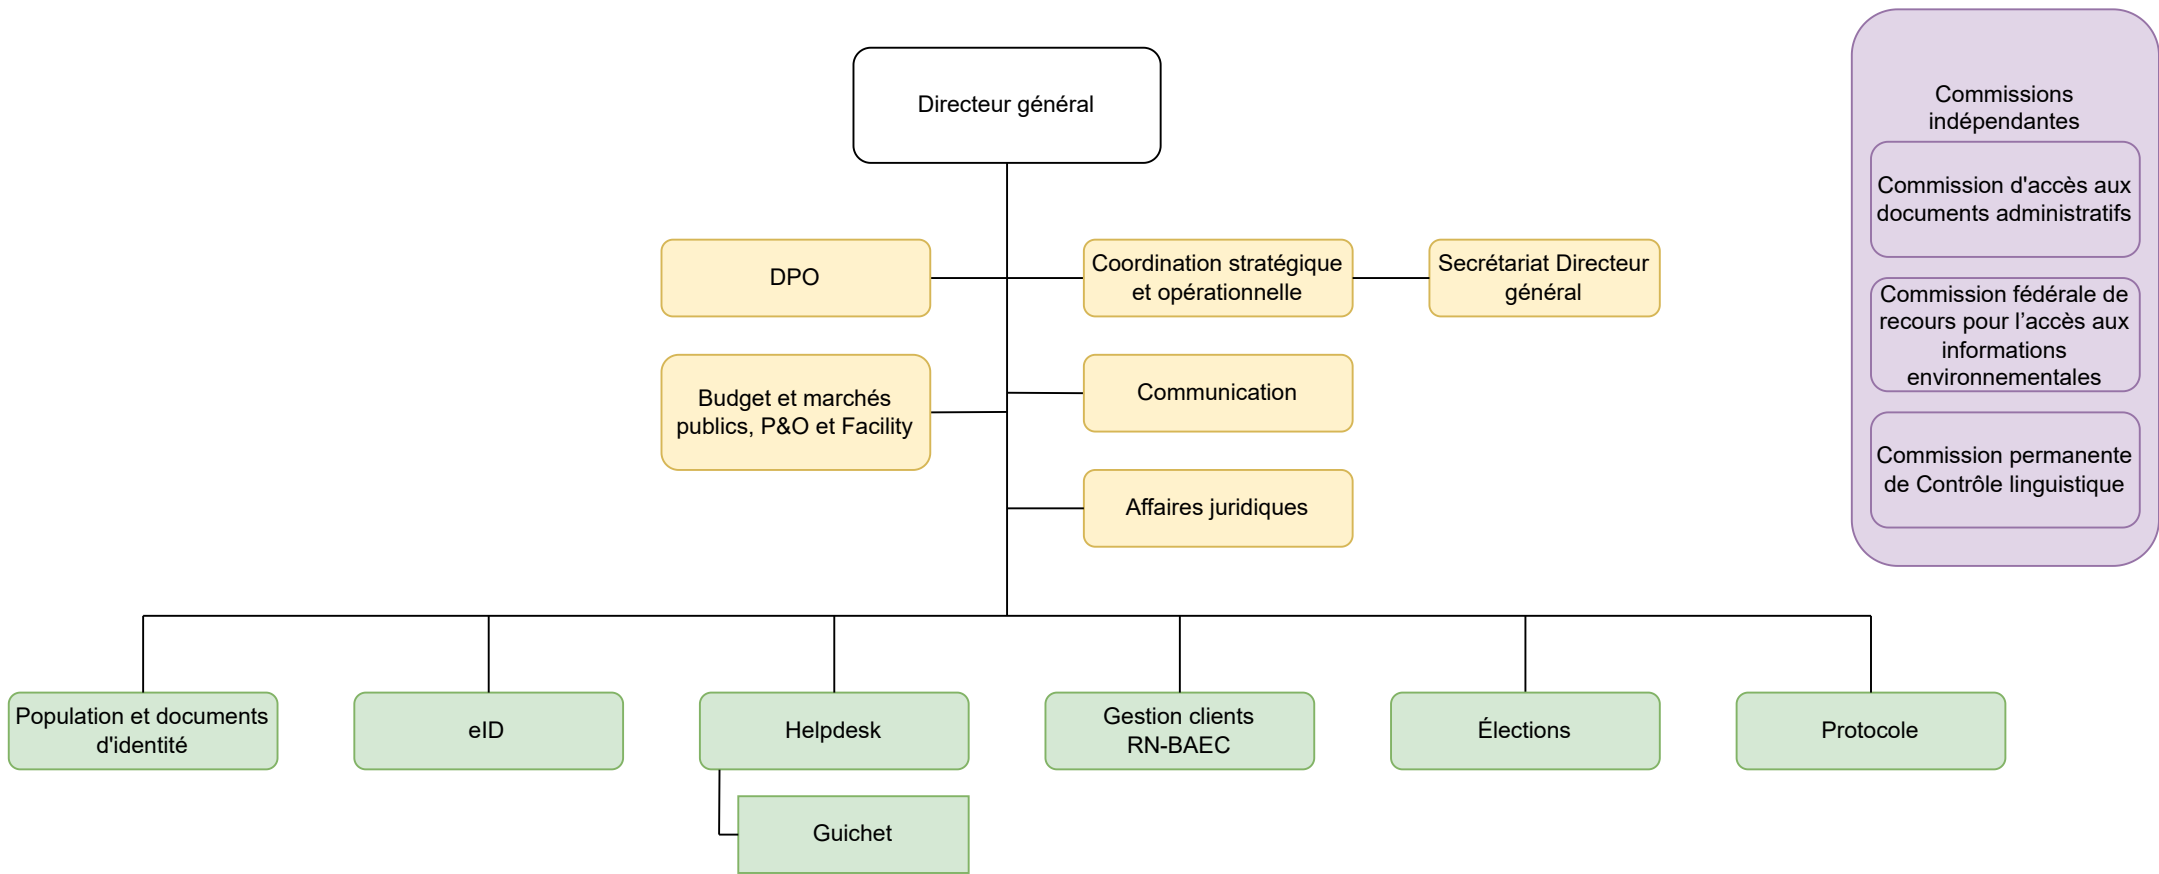 Directeur général
DPO
Coordination stratégique
et opérationnelle
Secrétariat Directeur
général
Budget et marchés
publics, P&O et Facility
Communication
Affaires juridiques
Commissions
indépendantes
Commission d'accès aux
documents administratifs
Commission fédérale de
recours pour l’accès aux
informations
environnementales
Commission permanente
de Contrôle linguistique
Population et documents
d'identité
eID
Helpdesk
Gestion clients
RN-BAEC
Élections
Protocole
Guichet